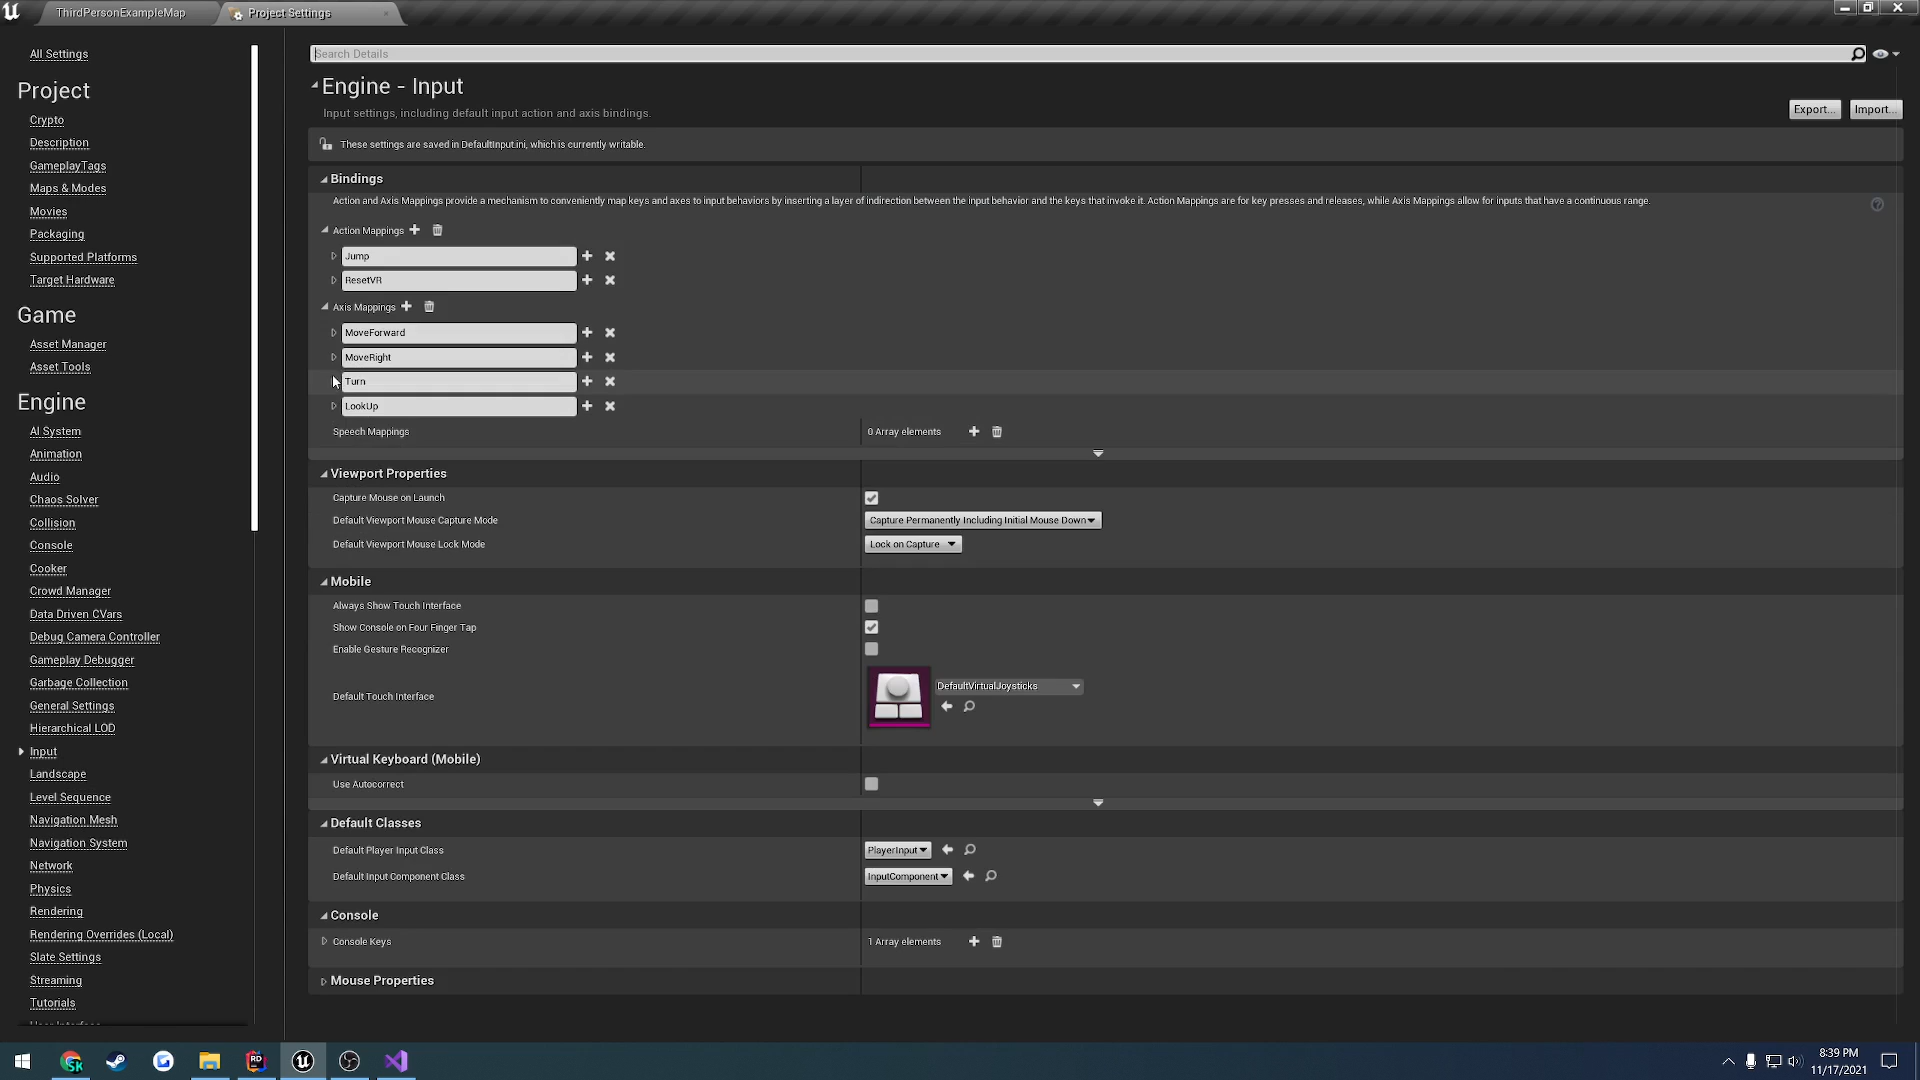 ThirdPersonExampleMap
Project Settings
All Settings
Project
Crypto
Description
GameplayTags
Maps & Modes
Movies
Packaging
Supported Platforms
Target Hardware
Game
Asset Manager
Asset Tools
Engine
AI System
Animation
Audio
Chaos Solver
Collision
Console
Cooker
Crowd Manager
Data Driven CVars
Debug Camera Controller
Gameplay Debugger
Garbage Collection
General Settings
Hierarchical LOD
Input
Landscape
Level Sequence
Navigation Mesh
Navigation System
Network
Physics
Rendering
Rendering Overrides (Local)
Slate Settings
Streaming
Tutorials
Search Details
Engine - Input
Input settings, including default input action and axis bindings.
Export...
Import...
These settings are saved in DefaultInput.ini, which is currently writable.
Bindings
Action and Axis Mappings provide a mechanism to conveniently map keys and axes to input behaviors by inserting a layer of indirection between the input behavior and the keys that invoke it. Action Mappings are for key presses and releases, while Axis Mappings allow for inputs that have a continuous range.
Action Mappings
Jump
ResetVR
Axis Mappings
MoveForward
MoveRight
Turn
LookUp
Speech Mappings
0 Array elements
Viewport Properties
Capture Mouse on Launch
Default Viewport Mouse Capture Mode
Capture Permanently Including Initial Mouse Down
Default Viewport Mouse Lock Mode
Lock on Capture
Mobile
Always Show Touch Interface
Show Console on Four Finger Tap
Enable Gesture Recognizer
Default Touch Interface
DefaultVirtualJoysticks
Virtual Keyboard (Mobile)
Use Autocorrect
Default Classes
Default Player Input Class
PlayerInput
Default Input Component Class
InputComponent
Console
Console Keys
1 Array elements
Mouse Properties
Sk
RD
8:39 PM
11/17/2021